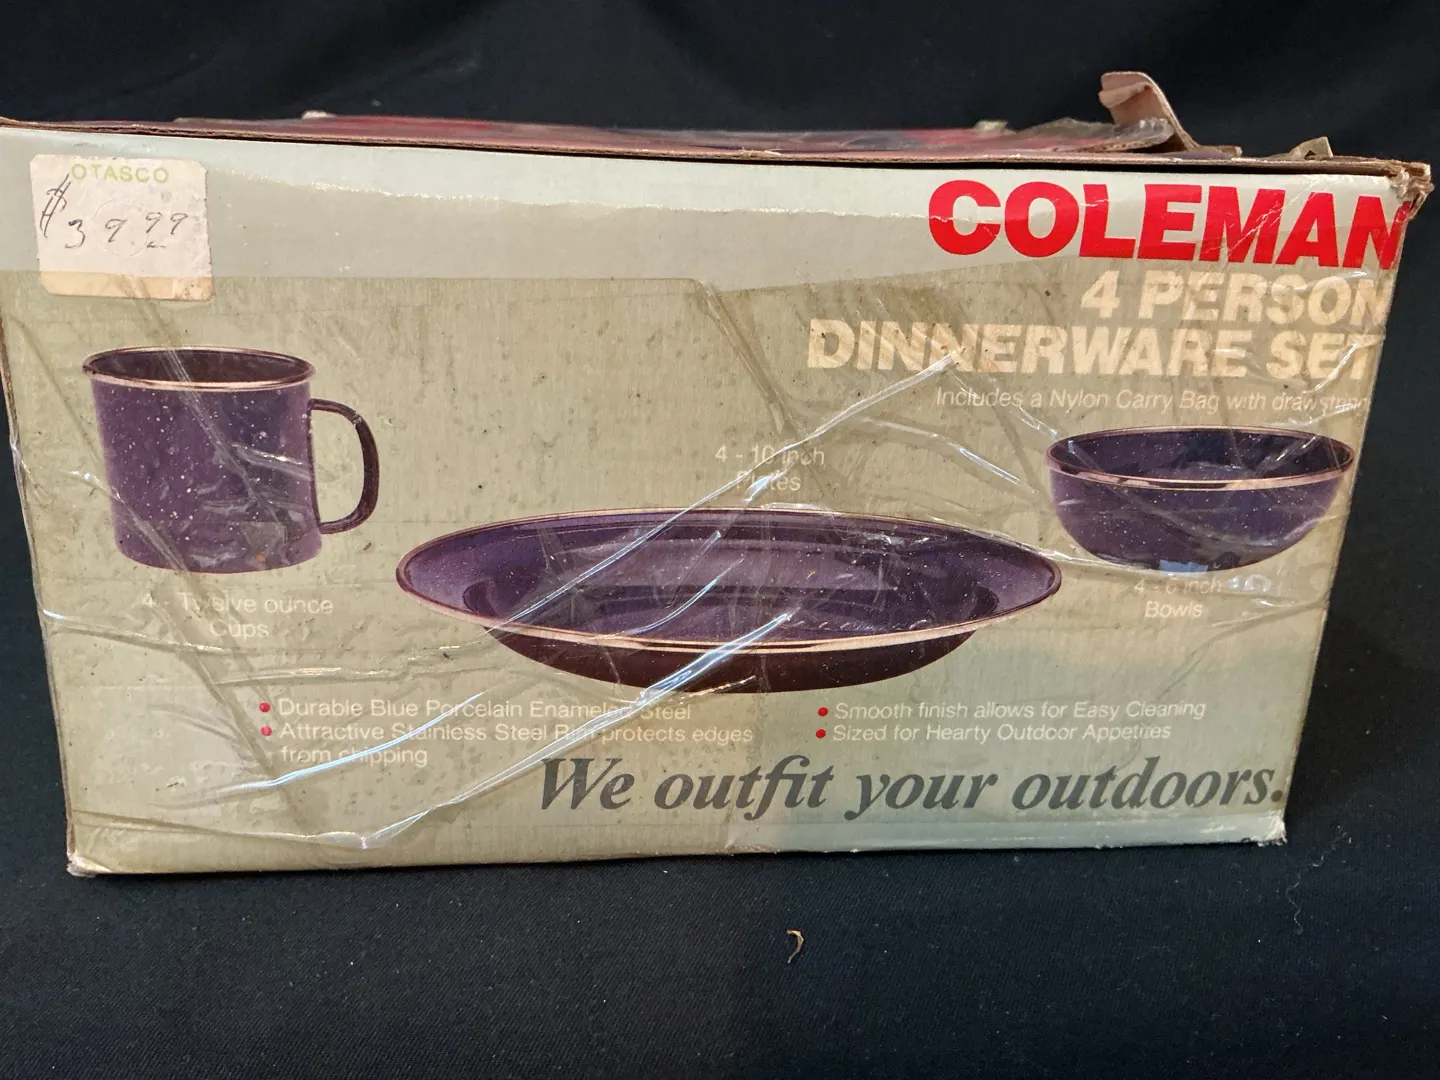 OTASCO
$39.99
COLEMAN
4 PERSON
DINNERWARE SET
Includes a Nylon Carry Bag with drawstring
4 - 10 inch
Plates
4 - Twelve ounce
Cups
4 - 6 inch
Bowls
• Durable Blue Porcelain Enameled Steel
• Attractive Stainless Steel Rim protects edges
from chipping
• Smooth finish allows for Easy Cleaning
• Sized for Hearty Outdoor Appetites
We outfit your outdoors.